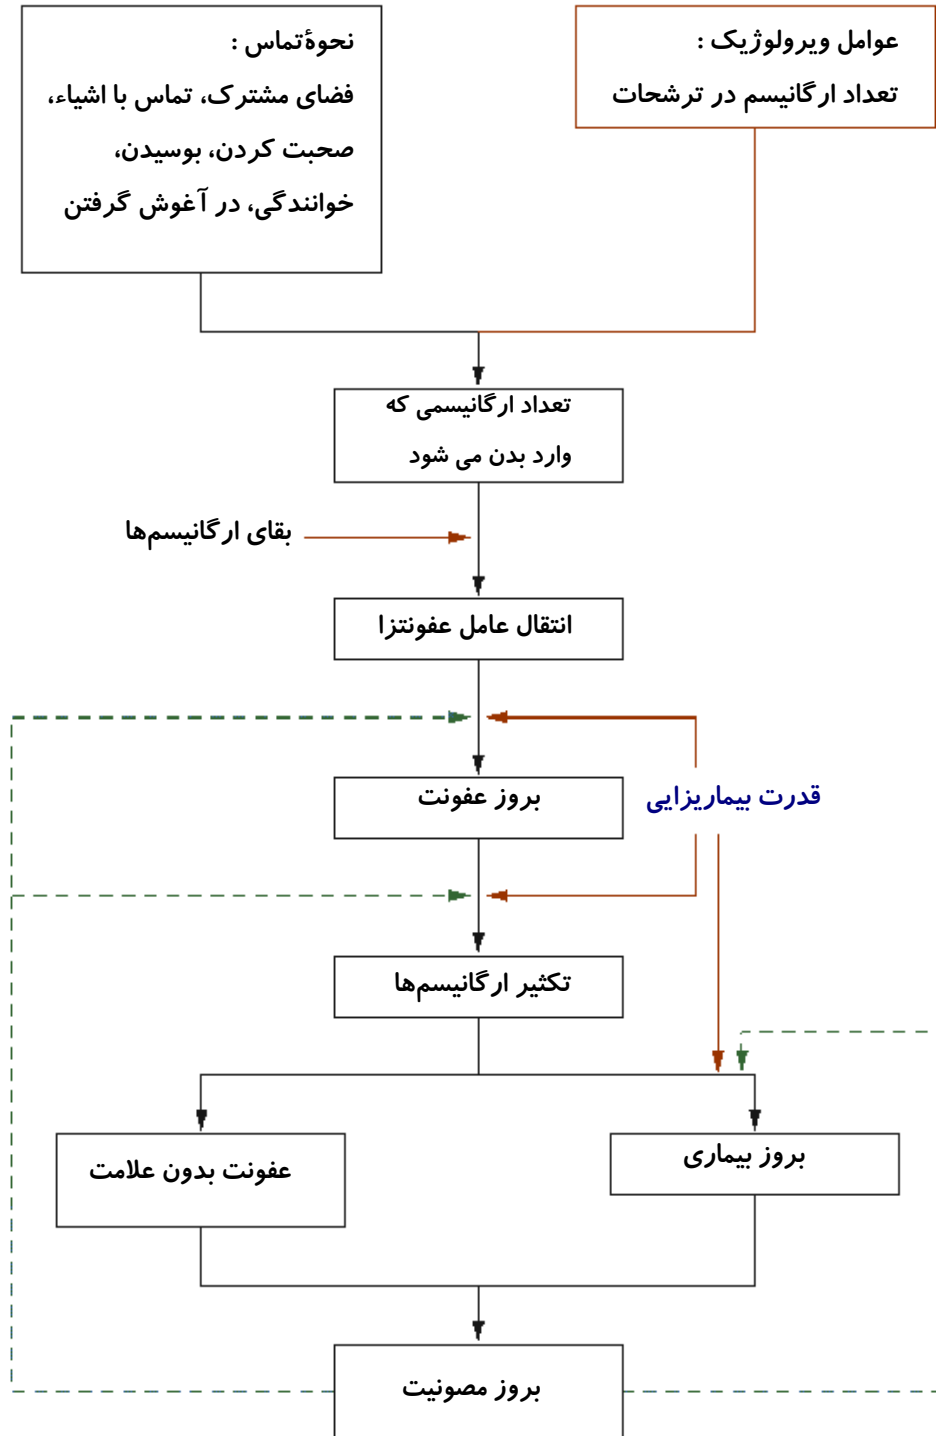 عوامل ویرولوژیک :
تعداد ارگانیسم در ترشحات
نحوهٔ تماس :
فضای مشترک، تماس با اشیاء،
صحبت کردن، بوسیدن،
خوانندگی، در آغوش گرفتن
تعداد ارگانیسمی که
وارد بدن می شود
بقای ارگانیسم‌ها
انتقال عامل عفونتزا
بروز عفونت
قدرت بیماریزایی
تکثیر ارگانیسم‌ها
بروز بیماری
عفونت بدون علامت
بروز مصونیت